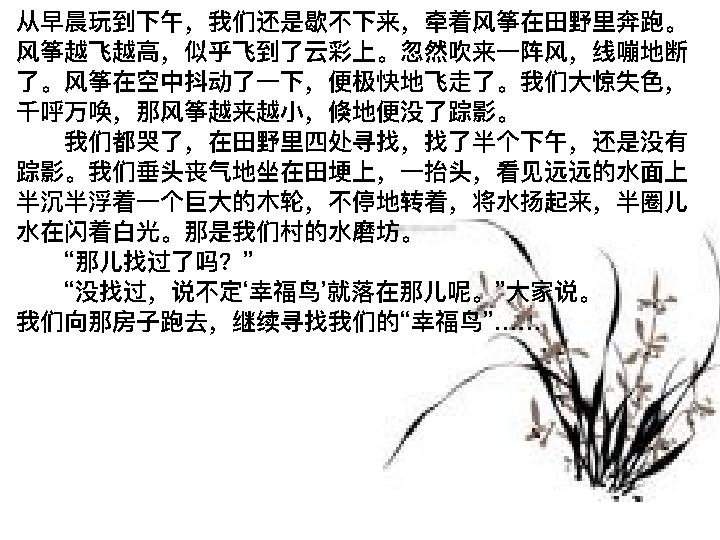 从早晨玩到下午，我们还是歇不下来，牵着风筝在田野里奔跑。
风筝越飞越高，似乎飞到了云彩上。忽然吹来一阵风，线嘣地断
了。风筝在空中抖动了一下，便极快地飞走了。我们大惊失色，
千呼万唤，那风筝越来越小，倏地便没了踪影。
我们都哭了，在田野里四处寻找，找了半个下午，还是没有
踪影。我们垂头丧气地坐在田埂上，一抬头，看见远远的水面上
半沉半浮着一个巨大的木轮，不停地转着，将水扬起来，半圈儿
水在闪着白光。那是我们村的水磨坊。
“那儿找过了吗？”
“没找过，说不定‘幸福鸟’就落在那儿呢。”大家说。
我们向那房子跑去，继续寻找我们的“幸福鸟”……